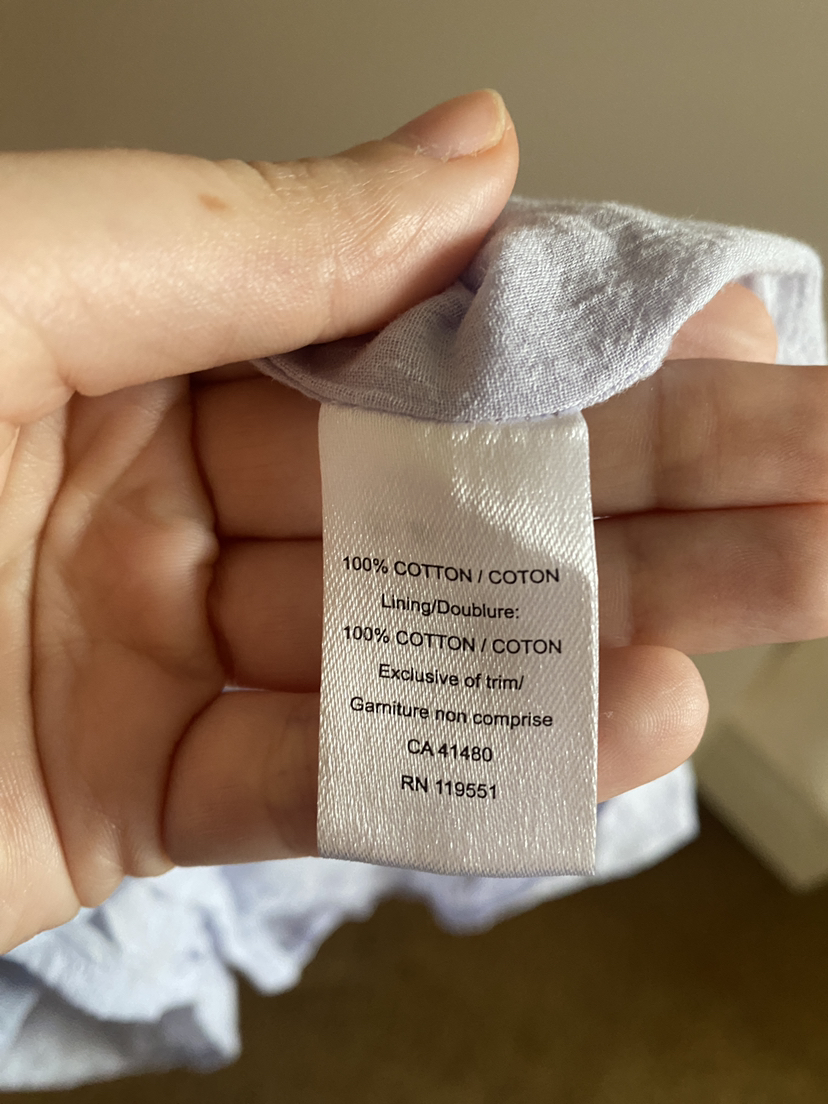 100% COTTON / COTON
Lining/Doublure:
100% COTTON / COTON
Exclusive of trim/
Garniture non comprise
CA 41480
RN 119551